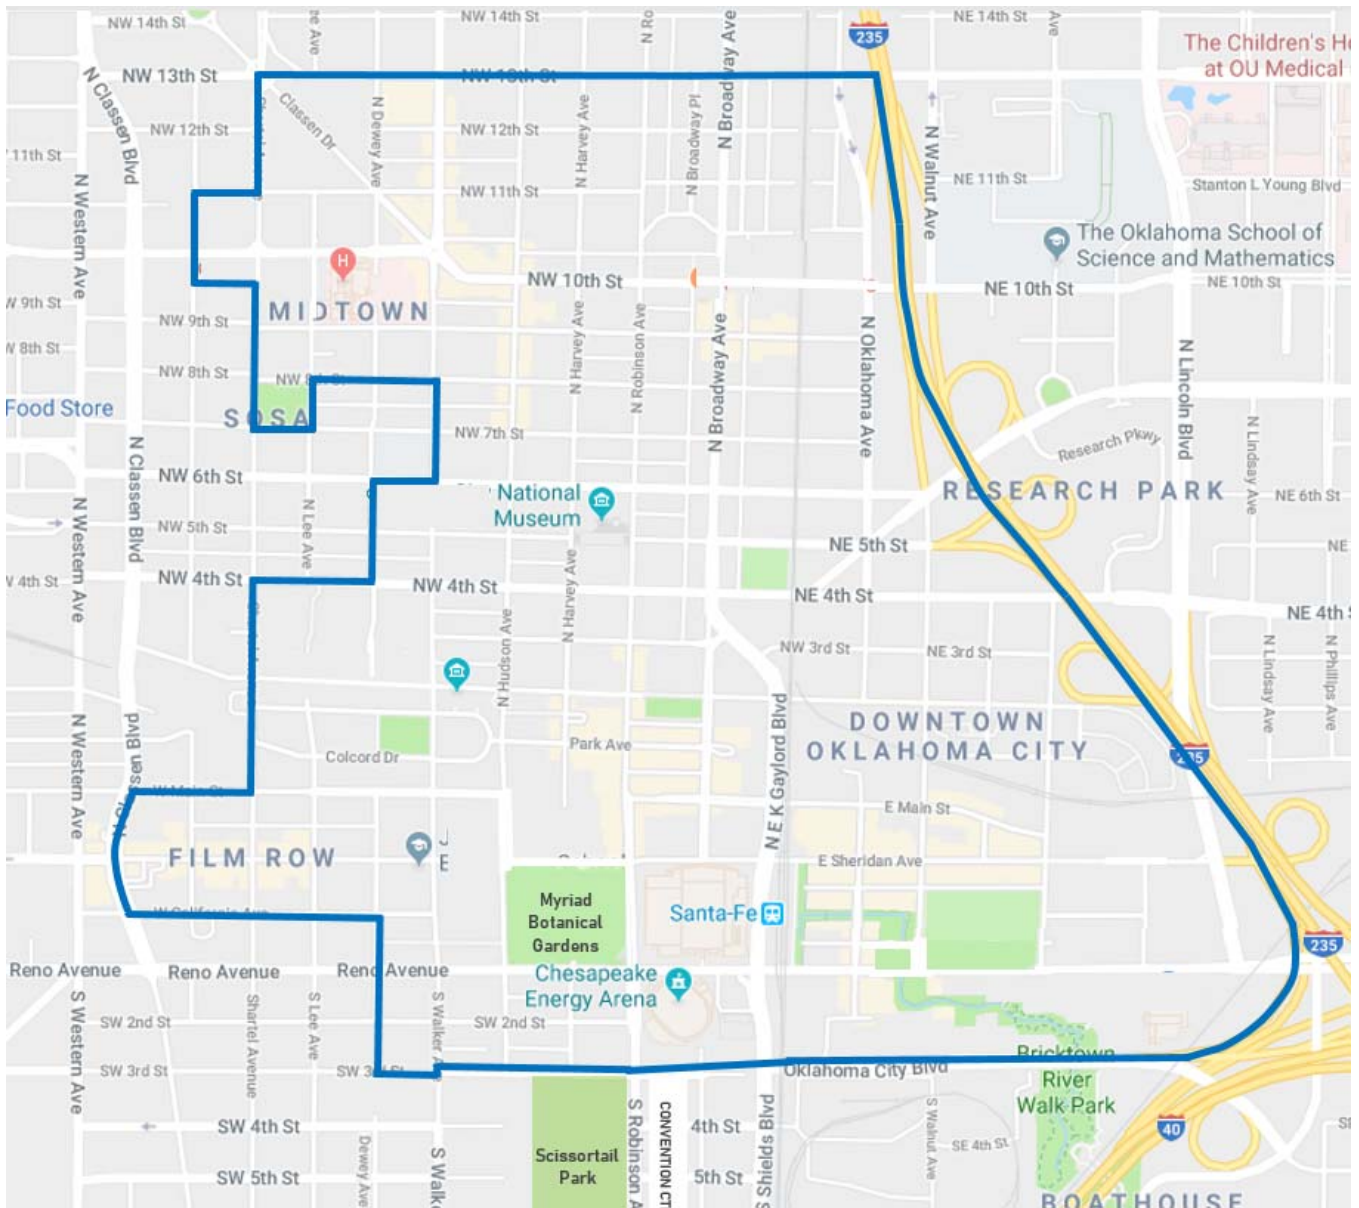 NW 14th St
NW 14th St
NE 14th St
235
The Children's
at OU Medical
NW 13th St
N Classen Blvd
Classen Dr
N Dewey Ave
N Harvey Ave
N Broadway Pl
N Broadway Ave
N Walnut Ave
NW 12th St
NW 12th St
11th St
NW 11th St
NE 11th St
Stanton L Young Blvd
N Western Ave
The Oklahoma School of
Science and Mathematics
H
NW 10th St
NE 10th St
NE 10th St
W 9th St
MIDTOWN
NW 9th St
N Harvey Ave
N Robinson Ave
N Broadway Ave
N Oklahoma Ave
N Lincoln Blvd
W 8th St
NW 8th St
Food Store
SOSA
NW 7th St
N Lindsay Ave
Research Pkwy
N Classen Blvd
NW 6th St
National
Museum
RESEARCH PARK
NE 6th St
N Western Ave
N Lee Ave
NW 5th St
N Harvey Ave
NE 5th St
NE
W 4th St
NW 4th St
NW 4th St
NE 4th St
NE 4th
N Hudson Ave
NW 3rd St
NE 3rd St
N Lindsay Ave
N Phillips Ave
N Western Ave
DOWNTOWN
OKLAHOMA CITY
N E K Gaylord Blvd
Park Ave
Colcord Dr
235
E Main St
FILM ROW
E Sheridan Ave
Myriad
Botanical
Gardens
Santa-Fe
235
Reno Avenue
Reno Avenue
Reno Avenue
Chesapeake
Energy Arena
S Western Ave
Shartel Avenue
S Lee Ave
SW 2nd St
SW 2nd St
SW 3rd St
Oklahoma City Blvd
Bricktown
River
Walk Park
40
SW 4th St
4th St
SE 4th St
S Walnut Ave
Dewey Ave
Scissortail
Park
CONVENTION CT
S Shields Blvd
SW 5th St
5th St
BOATHOUSE